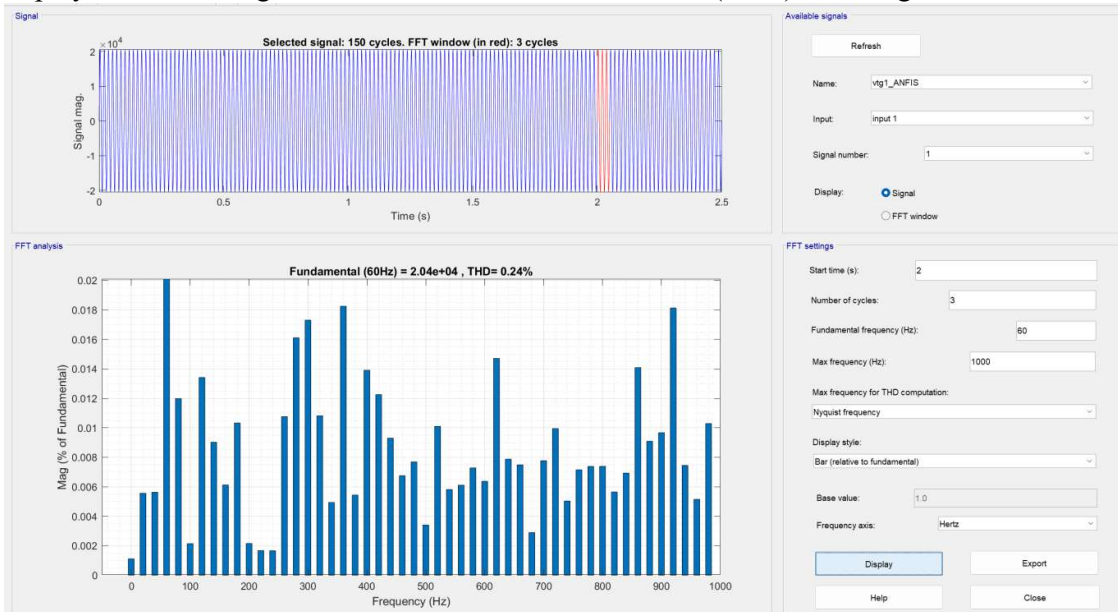 Signal
Selected signal: 150 cycles. FFT window (in red): 3 cycles
×10^4
2
1
0
-1
-2
Signal mag.
0 0.5 1 1.5 2 2.5
Time (s)
FFT analysis
Fundamental (60Hz) = 2.04e+04 , THD= 0.24%
0.02
0.018
0.016
0.014
0.012
0.01
0.008
0.006
0.004
0.002
0
Mag (% of Fundamental)
0 100 200 300 400 500 600 700 800 900 1000
Frequency (Hz)
Available signals
Refresh
Name: vtg1_ANFIS
Input: input 1
Signal number: 1
Display: Signal
FFT window
FFT settings
Start time (s): 2
Number of cycles: 3
Fundamental frequency (Hz): 60
Max frequency (Hz): 1000
Max frequency for THD computation:
Nyquist frequency
Display style:
Bar (relative to fundamental)
Base value: 1.0
Frequency axis: Hertz
Display Export
Help Close